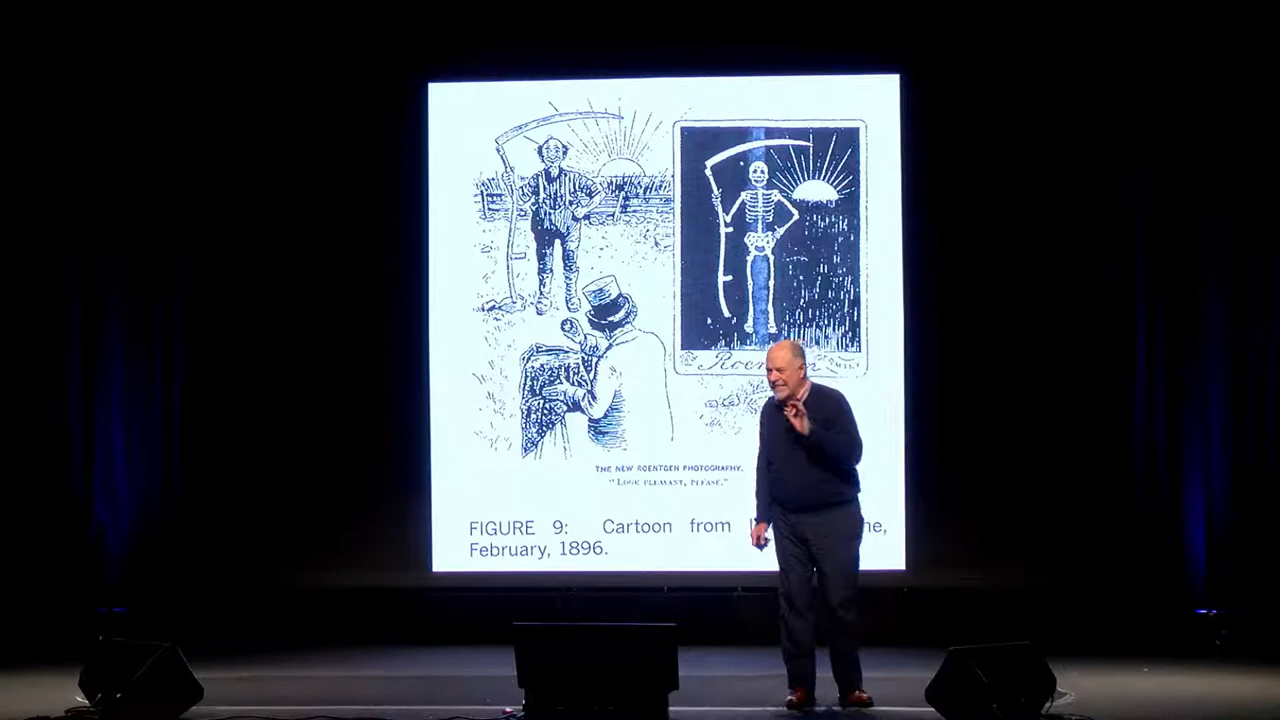 THE NEW ROENTGEN PHOTOGRAPHY.
"LOOK PLEASANT, PLEASE."
FIGURE 9: Cartoon from
February, 1896.